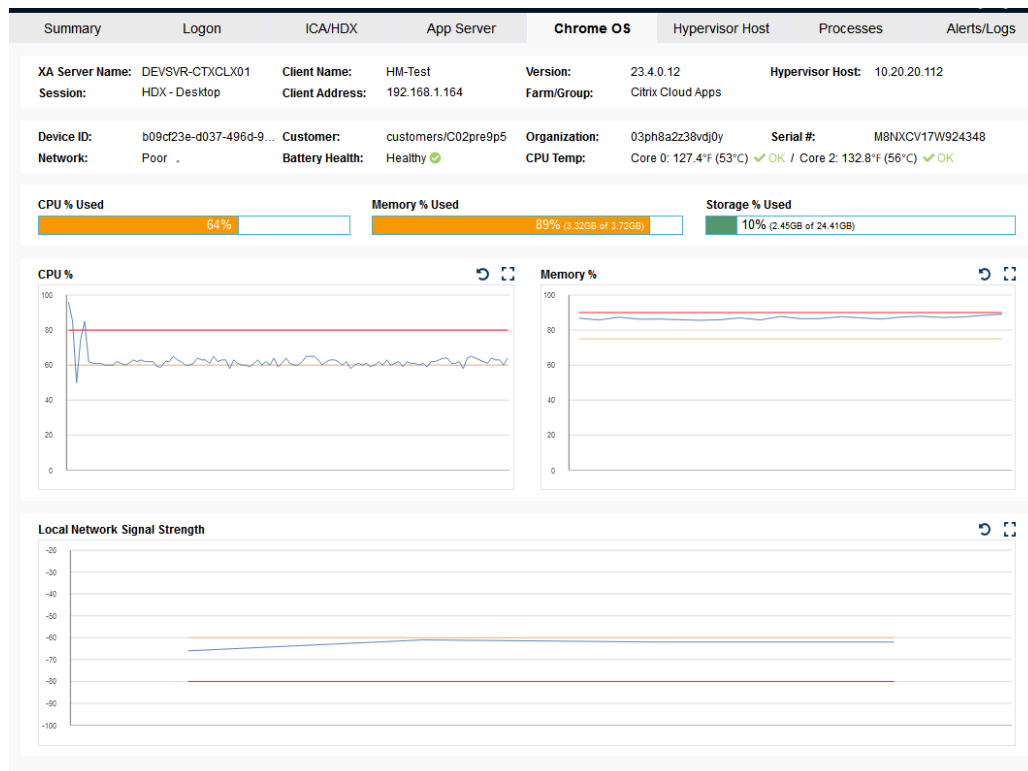 Summary Logon ICA/HDX App Server Chrome OS Hypervisor Host Processes Alerts/Logs
XA Server Name: DEVSVR-CTXCLX01 Client Name: HM-Test Version: 23.4.0.12 Hypervisor Host: 10.20.20.112
Session: HDX - Desktop Client Address: 192.168.1.164 Farm/Group: Citrix Cloud Apps
Device ID: b09cf23e-d037-496d-9... Customer: customers/C02pre9p5 Organization: 03ph8a2z38vdj0y Serial #: M8NXCV17W924348
Network: Poor . Battery Health: Healthy CPU Temp: Core 0: 127.4°F (53°C) OK / Core 2: 132.8°F (56°C) OK
CPU % Used Memory % Used Storage % Used
64% 89% (3.32GB of 3.72GB) 10% (2.45GB of 24.41GB)
CPU % Memory %
100 100
80 80
60 60
40 40
20 20
0 0
Local Network Signal Strength
-20
-30
-40
-50
-60
-70
-80
-90
-100